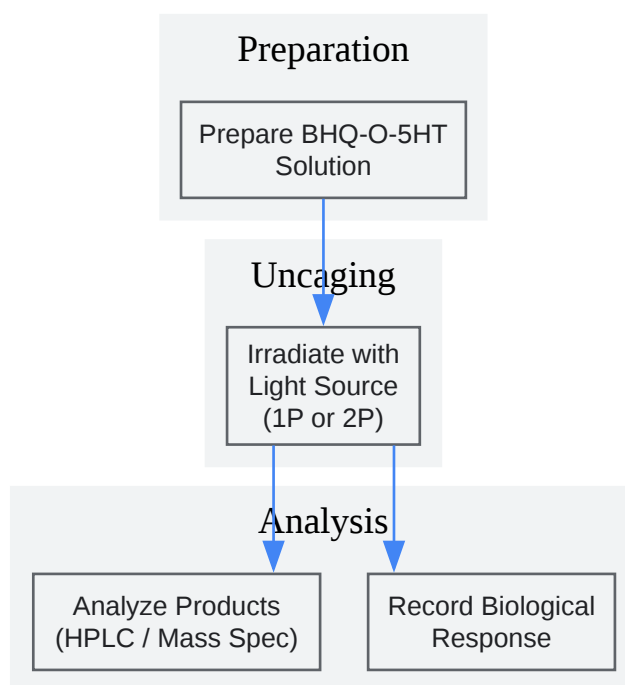 Preparation
Prepare BHQ-O-5HT
Solution
Uncaging
Irradiate with
Light Source
(1P or 2P)
Analysis
Analyze Products
(HPLC / Mass Spec)
Record Biological
Response